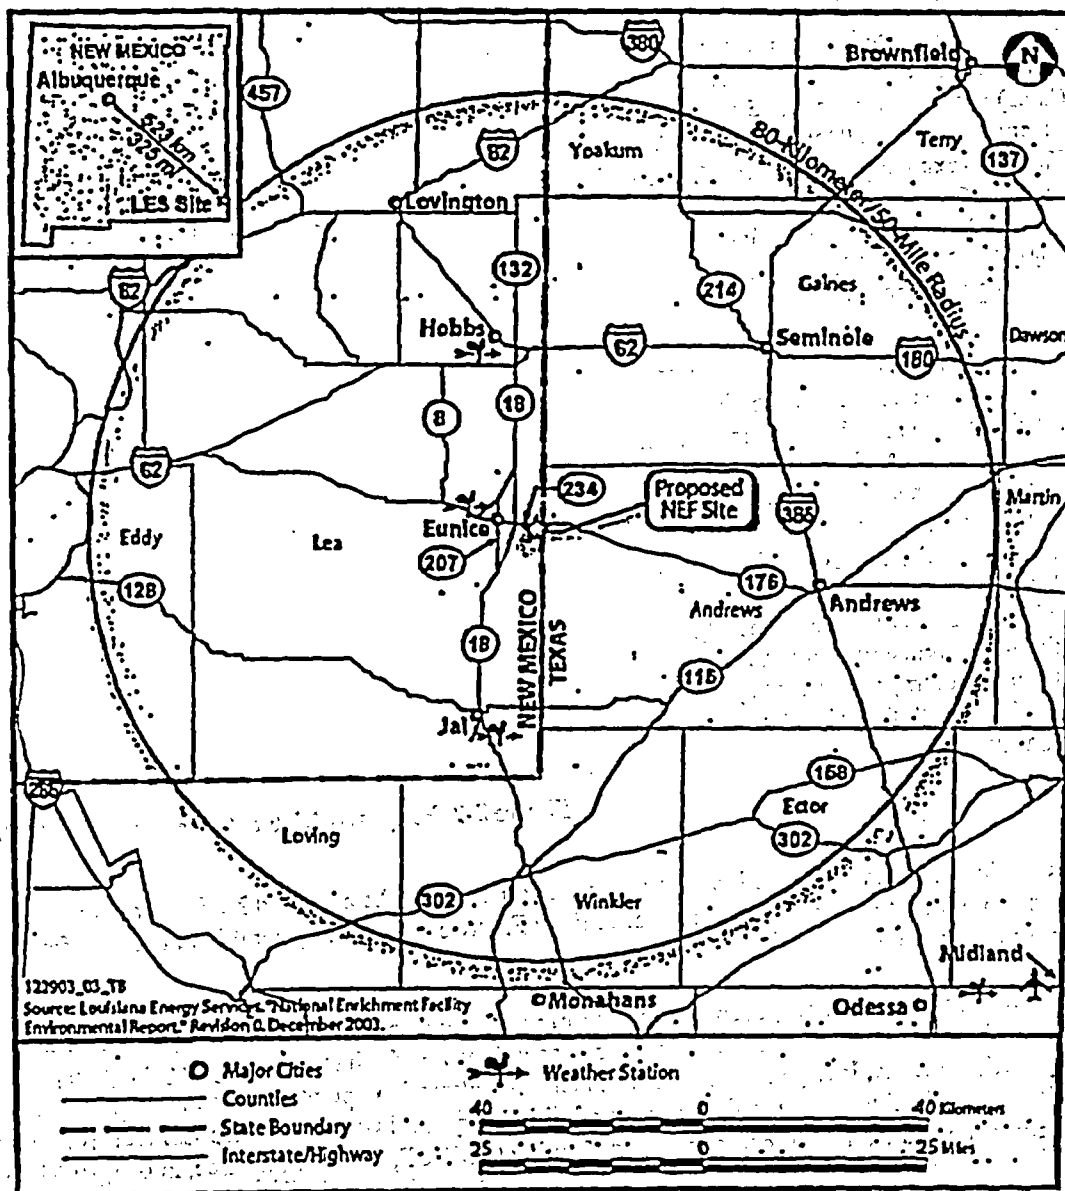 NEW MEXICO
Albuquerque
523 km
325 mi
LES Site
457
380
Brownfield
N
82
Yoakum
80-Kilometer/50-Mile Radius
Terry
137
Lovington
132
62
214
Gaines
Hobbs
62
Seminole
180
Dawson
8
18
62
234
Proposed
NEF Site
385
Martin
Eddy
Lea
Eunice
207
128
176
Andrews
Andrews
NEW MEXICO
TEXAS
18
115
Jal
158
Ector
302
Loving
302
Winkler
Midland
122903_03_TB
Source: Louisiana Energy Services. "National Enrichment Facility
Environmental Report." Revision 0. December 2003.
Monahans
Odessa
Major Cities
Weather Station
Counties
State Boundary
Interstate/Highway
40 0 40 Kilometers
25 0 25 Miles